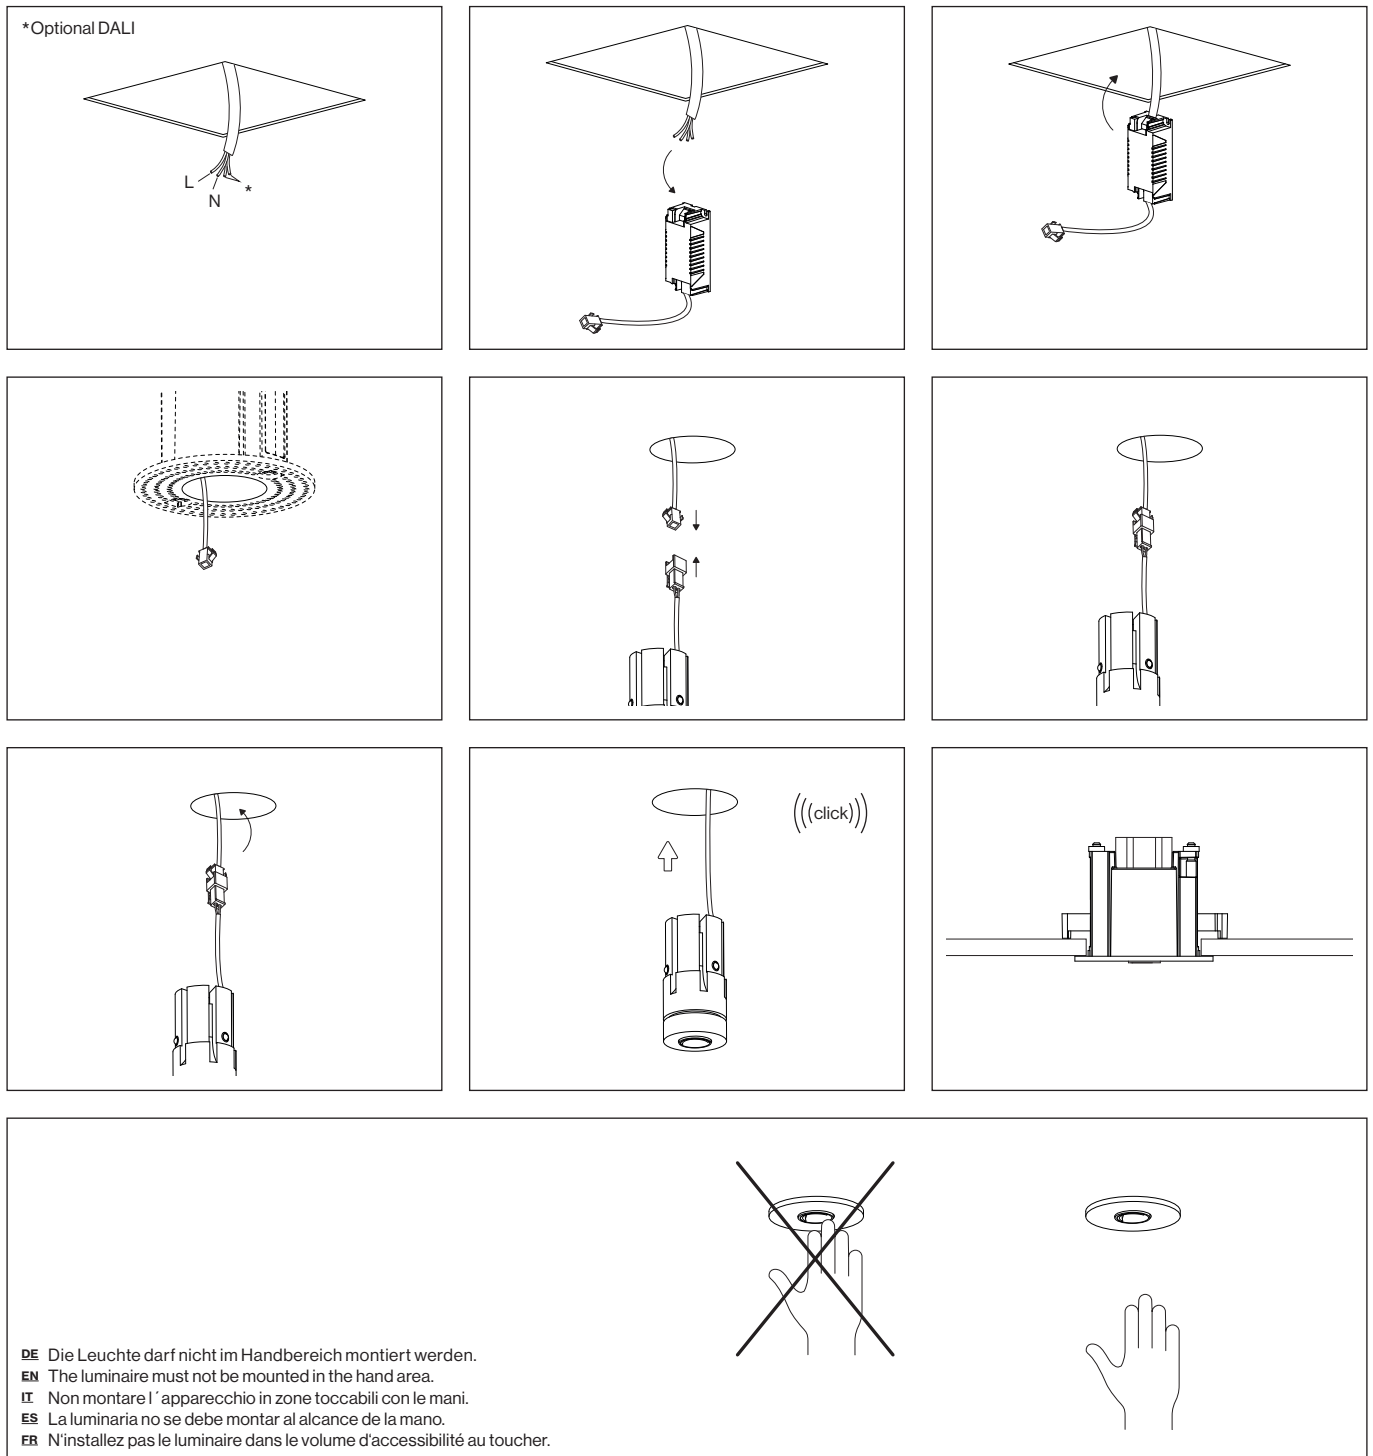 *Optional DALI
L
N
*
(((click)))
DE Die Leuchte darf nicht im Handbereich montiert werden.
EN The luminaire must not be mounted in the hand area.
IT Non montare l´apparecchio in zone toccabili con le mani.
ES La luminaria no se debe montar al alcance de la mano.
FR N'installez pas le luminaire dans le volume d'accessibilité au toucher.